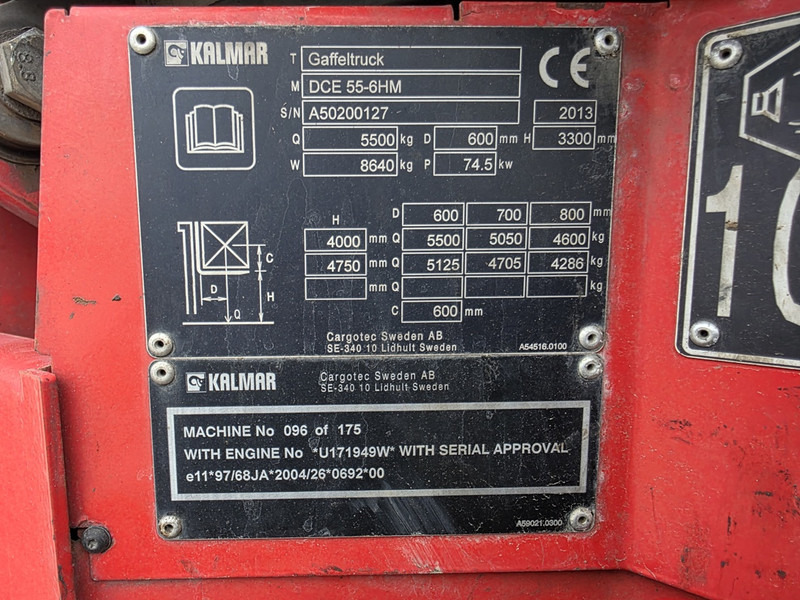 8.8
KALMAR
T Gaffeltruck
M DCE 55-6HM
CE
S/N A50200127 2013
Q 5500 kg D 600 mm H 3300 mm
W 8640 kg P 74.5 kw
H D 600 700 800 mm
4000 mm Q 5500 5050 4600 kg
4750 mm Q 5125 4705 4286 kg
mm Q kg
C 600 mm
C
D H
Q
Cargotec Sweden AB
SE-340 10 Lidhult Sweden A54516.0100
KALMAR Cargotec Sweden AB
SE-340 10 Lidhult Sweden
MACHINE No 096 of 175
WITH ENGINE No *U171949W* WITH SERIAL APPROVAL
e11*97/68JA*2004/26*0692*00
A59021.0300